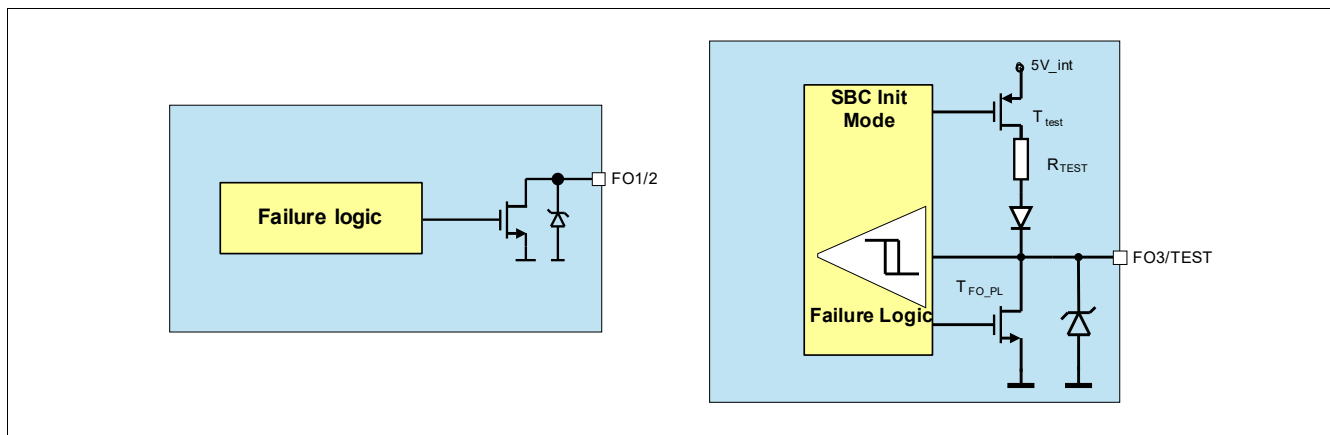 Failure logic
FO1/2
SBC Init
Mode
Failure Logic
5V_int
T test
R TEST
T FO_PL
FO3/TEST